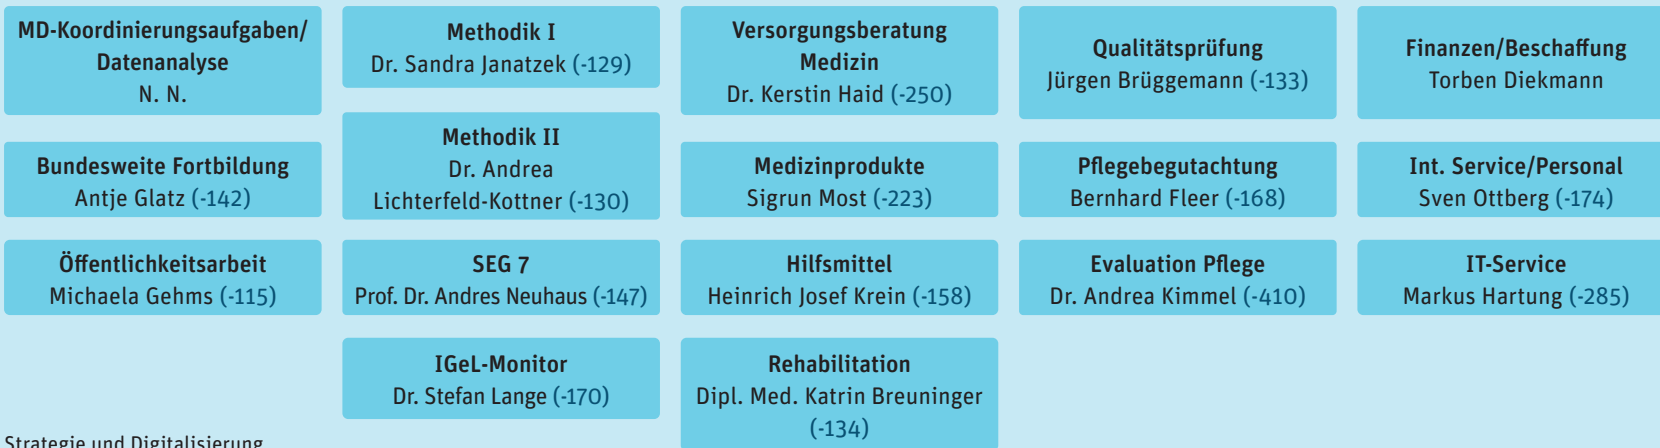 MD-Koordinierungsaufgaben/
Datenanalyse
N. N.
Bundesweite Fortbildung
Antje Glatz (-142)
Öffentlichkeitsarbeit
Michaela Gehms (-115)
Methodik I
Dr. Sandra Janatzek (-129)
Methodik II
Dr. Andrea
Lichterfeld-Kottner (-130)
SEG 7
Prof. Dr. Andres Neuhaus (-147)
IGeL-Monitor
Dr. Stefan Lange (-170)
Versorgungsberatung
Medizin
Dr. Kerstin Haid (-250)
Medizinprodukte
Sigrun Most (-223)
Hilfsmittel
Heinrich Josef Krein (-158)
Rehabilitation
Dipl. Med. Katrin Breuninger
(-134)
Qualitätsprüfung
Jürgen Brüggemann (-133)
Pflegebegutachtung
Bernhard Fleer (-168)
Evaluation Pflege
Dr. Andrea Kimmel (-410)
Finanzen/Beschaffung
Torben Diekmann
Int. Service/Personal
Sven Ottberg (-174)
IT-Service
Markus Hartung (-285)
Strategie und Digitalisierung